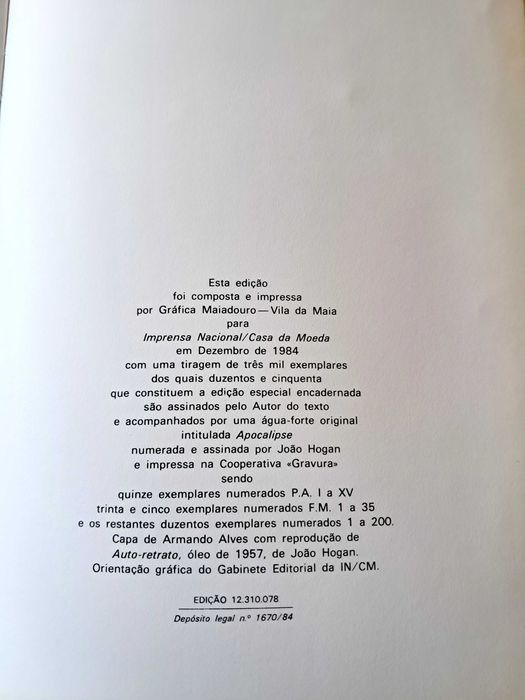 Esta edição
foi composta e impressa
por Gráfica Maiadouro — Vila da Maia
para
Imprensa Nacional/Casa da Moeda
em Dezembro de 1984
com uma tiragem de três mil exemplares
dos quais duzentos e cinquenta
que constituem a edição especial encadernada
são assinados pelo Autor do texto
e acompanhados por uma água-forte original
intitulada Apocalipse
numerada e assinada por João Hogan
e impressa na Cooperativa «Gravura»
sendo
quinze exemplares numerados P.A. I a XV
trinta e cinco exemplares numerados F.M. 1 a 35
e os restantes duzentos exemplares numerados 1 a 200.
Capa de Armando Alves com reprodução de
Auto-retrato, óleo de 1957, de João Hogan.
Orientação gráfica do Gabinete Editorial da IN/CM.
EDIÇÃO 12.310.078
Depósito legal n.º 1670/84